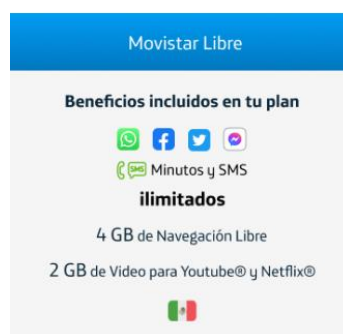 Movistar Libre
Beneficios incluidos en tu plan
SMS Minutos y SMS
ilimitados
4 GB de Navegación Libre
2 GB de Video para Youtube® y Netflix®